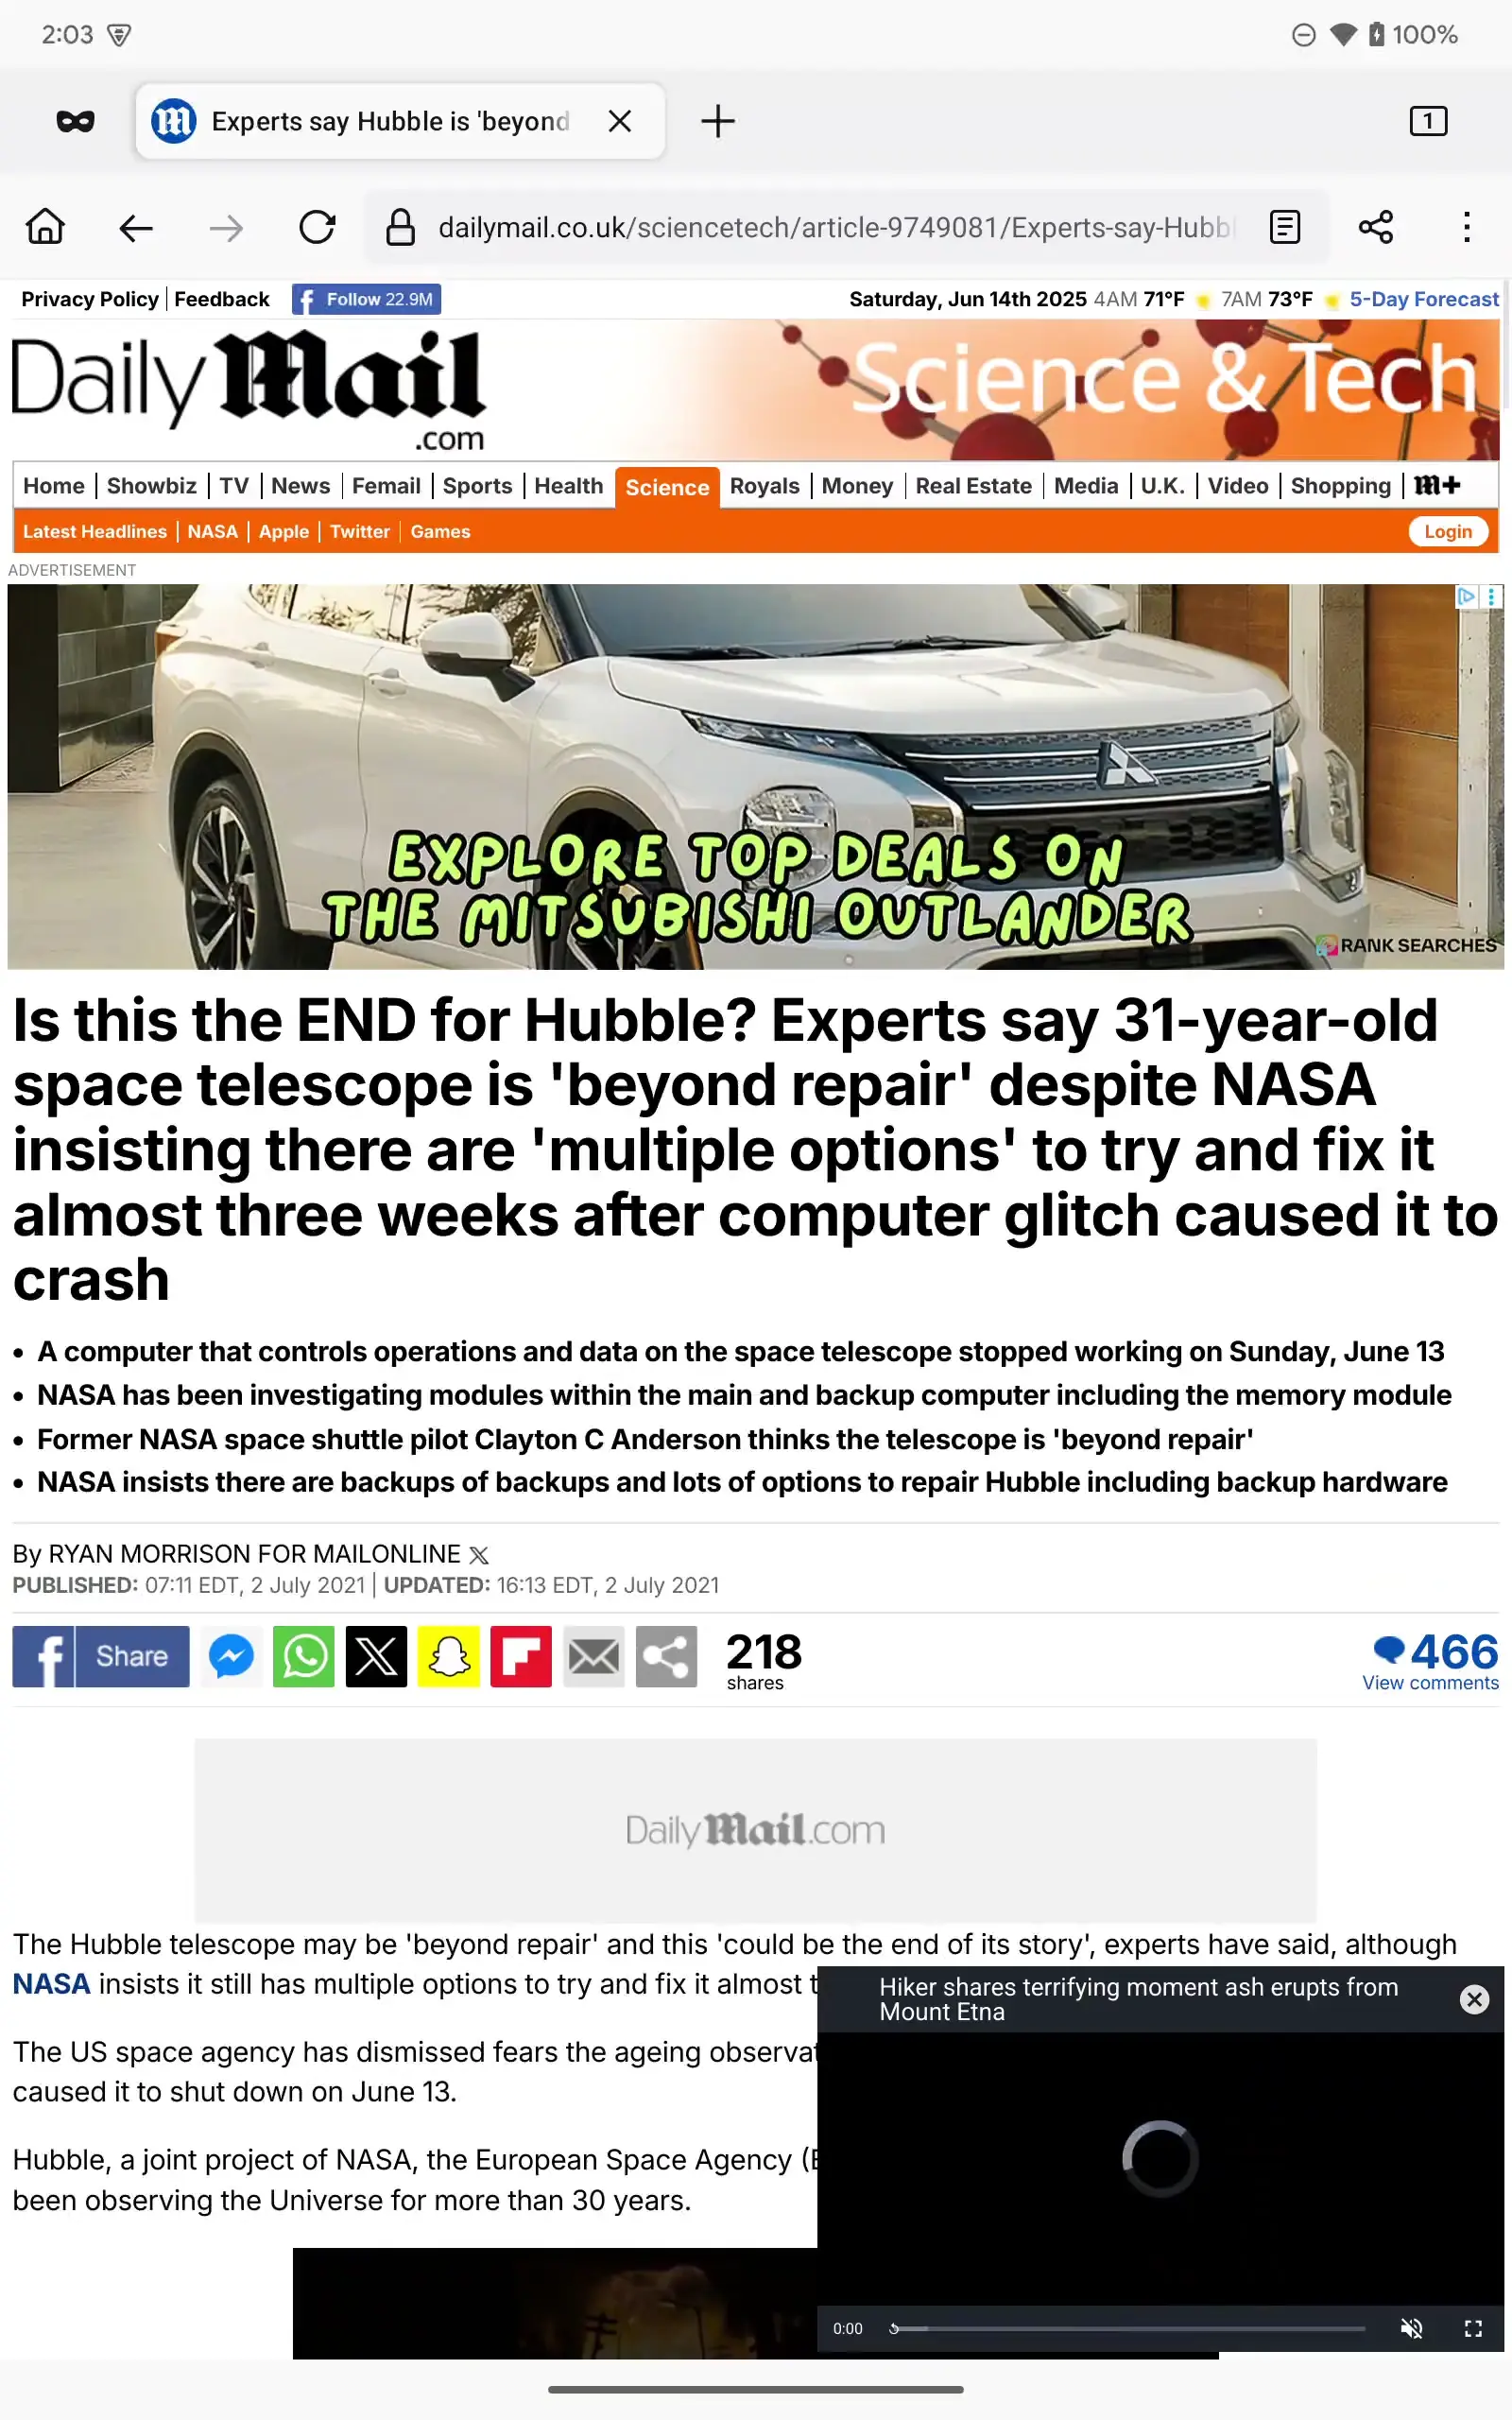 2:03
100%
Experts say Hubble is 'beyond
1
dailymail.co.uk/sciencetech/article-9749081/Experts-say-Hubbl
Privacy Policy Feedback Follow 22.9M Saturday, Jun 14th 2025 4AM 71°F 7AM 73°F 5-Day Forecast
Daily Mail
.com
Science & Tech
Home Showbiz TV News Femail Sports Health Science Royals Money Real Estate Media U.K. Video Shopping m+
Latest Headlines NASA Apple Twitter Games Login
ADVERTISEMENT
EXPLORE TOP DEALS ON
THE MITSUBISHI OUTLANDER
RANK SEARCHES
Is this the END for Hubble? Experts say 31-year-old
space telescope is 'beyond repair' despite NASA
insisting there are 'multiple options' to try and fix it
almost three weeks after computer glitch caused it to
crash
• A computer that controls operations and data on the space telescope stopped working on Sunday, June 13
• NASA has been investigating modules within the main and backup computer including the memory module
• Former NASA space shuttle pilot Clayton C Anderson thinks the telescope is 'beyond repair'
• NASA insists there are backups of backups and lots of options to repair Hubble including backup hardware
By RYAN MORRISON FOR MAILONLINE
PUBLISHED: 07:11 EDT, 2 July 2021 | UPDATED: 16:13 EDT, 2 July 2021
Share
218
shares
466
View comments
DailyMail.com
The Hubble telescope may be 'beyond repair' and this 'could be the end of its story', experts have said, although
NASA insists it still has multiple options to try and fix it almost
The US space agency has dismissed fears the ageing
caused it to shut down on June 13.
Hubble, a joint project of NASA, the European Space Agency
been observing the Universe for more than 30 years.
Hiker shares terrifying moment ash erupts from
Mount Etna
0:00